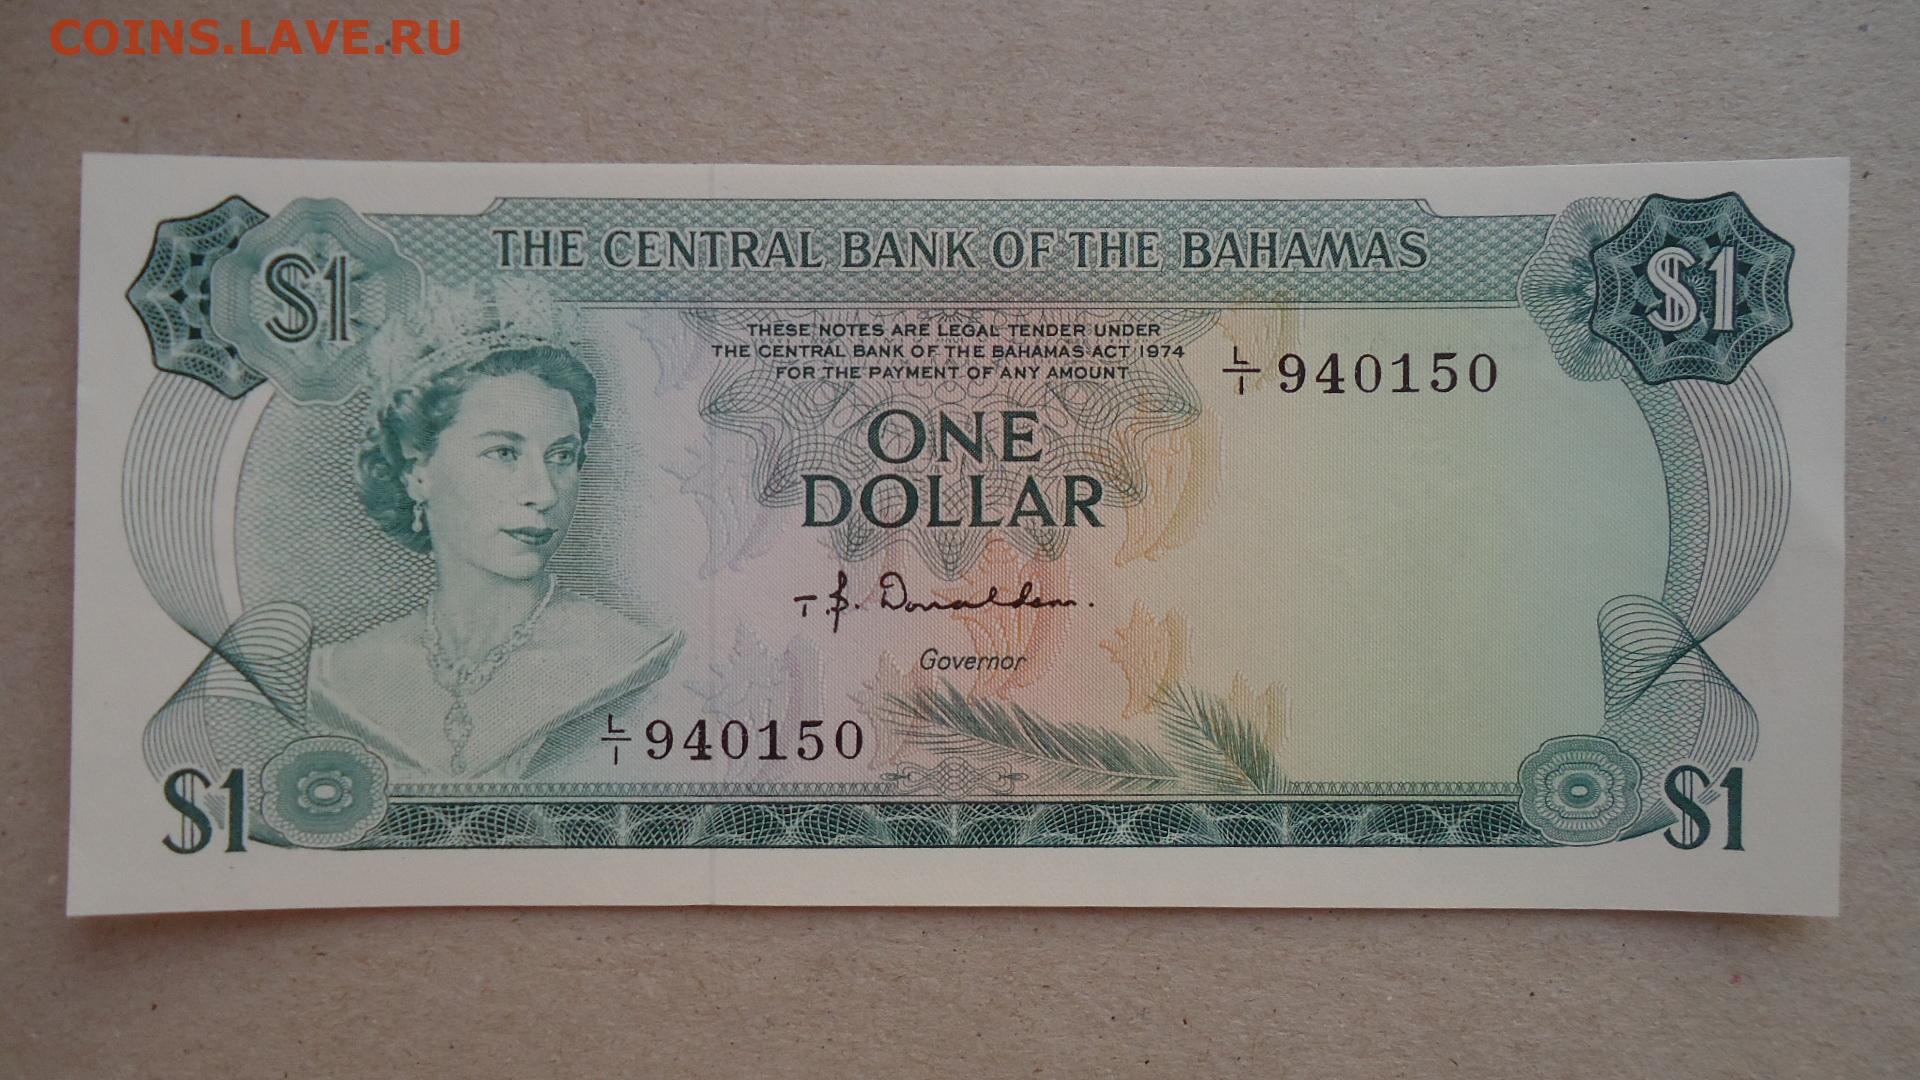 COINS.LAVE.RU
$1
THE CENTRAL BANK OF THE BAHAMAS
$1
THESE NOTES ARE LEGAL TENDER UNDER
THE CENTRAL BANK OF THE BAHAMAS ACT 1974
FOR THE PAYMENT OF ANY AMOUNT
L/1 940150
ONE
DOLLAR
T.B. Donaldson.
Governor
L/1 940150
$1
$1